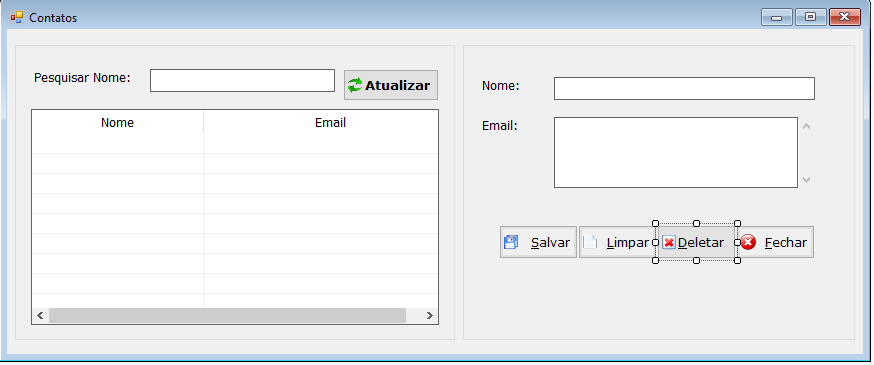 Contatos
Pesquisar Nome:
Atualizar
Nome Email
Nome:
Email:
Salvar Limpar Deletar Fechar